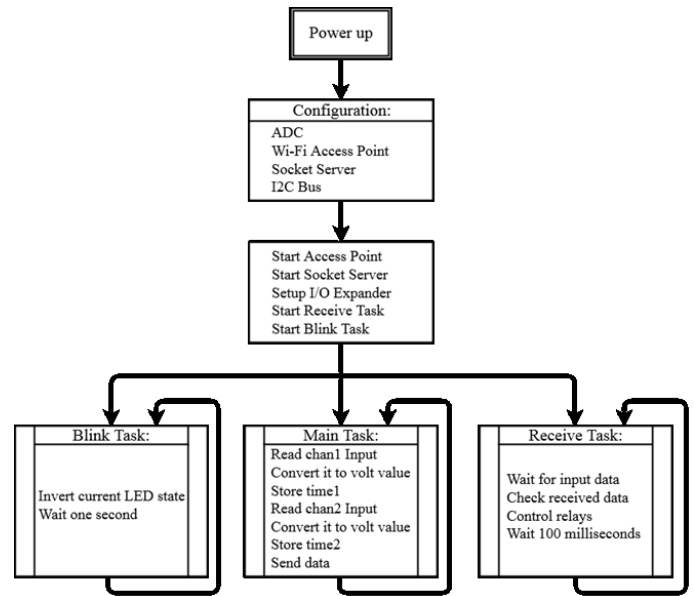 Power up
Configuration:
ADC
Wi-Fi Access Point
Socket Server
I2C Bus
Start Access Point
Start Socket Server
Setup I/O Expander
Start Receive Task
Start Blink Task
Blink Task:
Invert current LED state
Wait one second
Main Task:
Read chan1 Input
Convert it to volt value
Store time1
Read chan2 Input
Convert it to volt value
Store time2
Send data
Receive Task:
Wait for input data
Check received data
Control relays
Wait 100 milliseconds